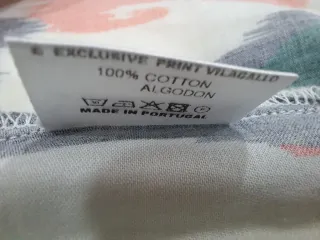 © EXCLUSIVE PRINT VILAGALLO
100% COTTON
ALGODON
MADE IN PORTUGAL